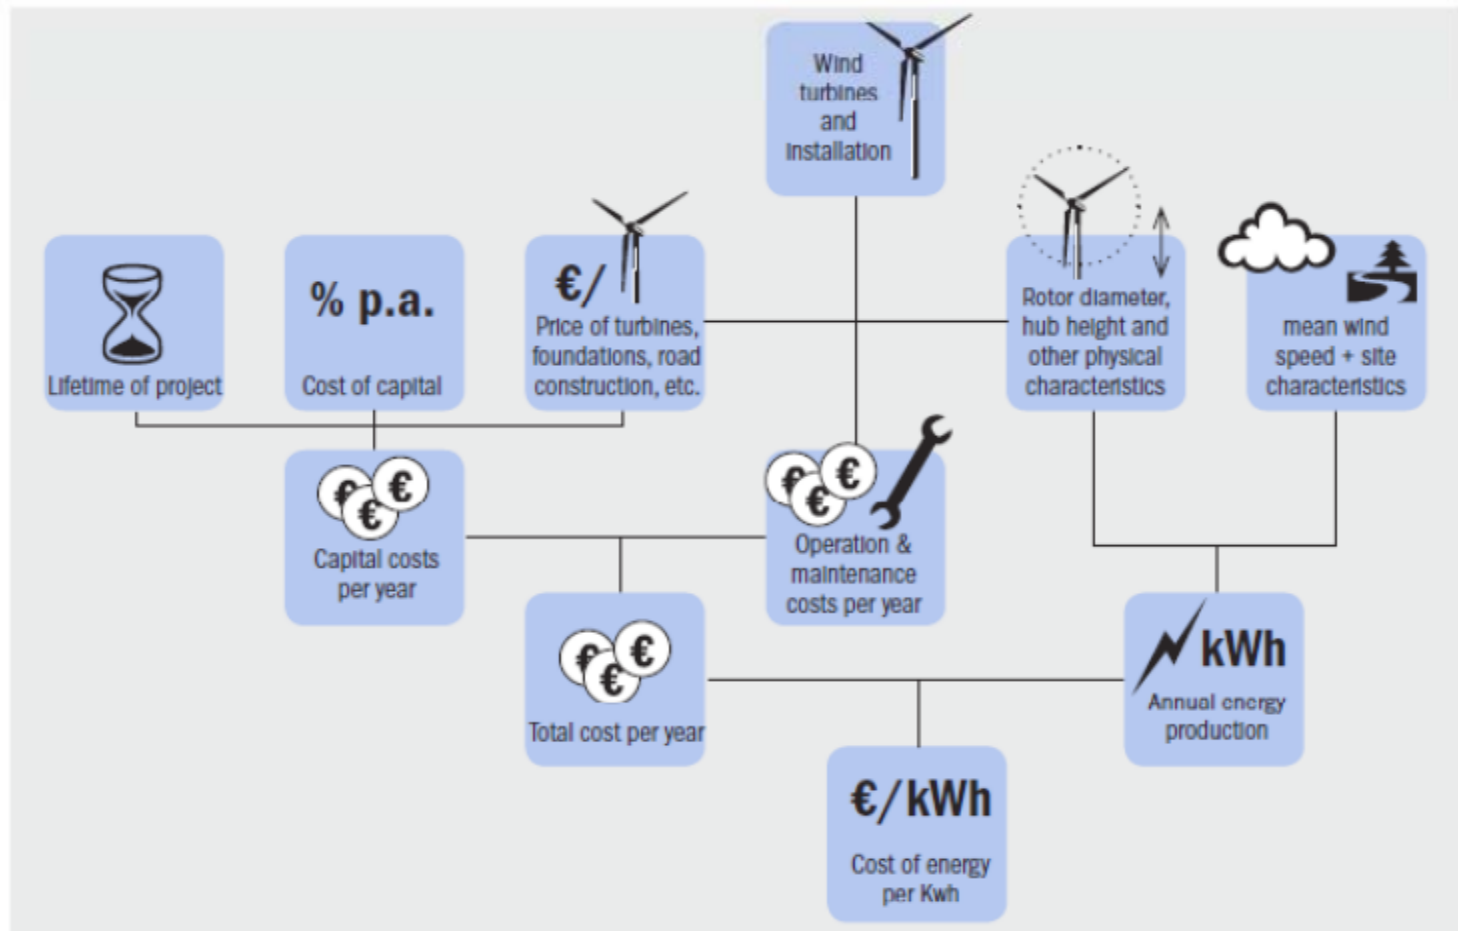 Wind
turbines
and
installation
% p.a.
€/
Lifetime of project
Cost of capital
Price of turbines,
foundations, road
construction, etc.
Rotor diameter,
hub height and
other physical
characteristics
mean wind
speed + site
characteristics
€ € €
Capital costs
per year
€ € €
Operation &
maintenance
costs per year
€ € €
Total cost per year
kWh
Annual energy
production
€/kWh
Cost of energy
per Kwh